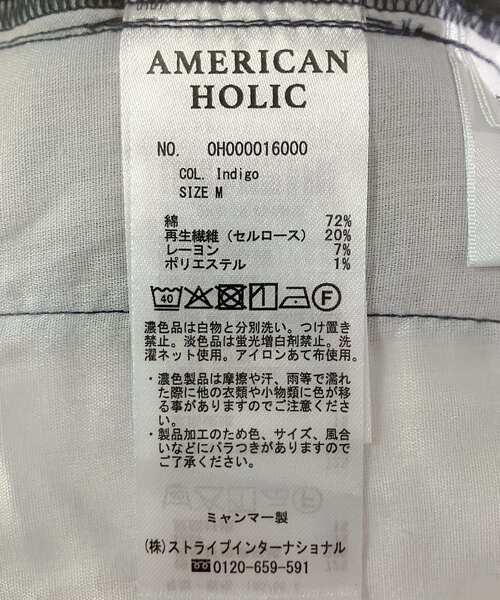 AMERICAN
HOLIC
NO. OH000016000
COL. Indigo
SIZE M
綿 72%
再生繊維（セルロース） 20%
レーヨン 7%
ポリエステル 1%
40 F
濃色品は白物と分別洗い。つけ置き
禁止。淡色品は蛍光増白剤禁止。洗
濯ネット使用。アイロンあて布使用。
・濃色製品は摩擦や汗、雨等で濡れ
た際に他の衣類や小物類に色が移
る事がありますのでご注意くださ
い。
・製品加工のため色、サイズ、風合
いなどにバラつきがありますので
ご了承ください。
ミャンマー製
(株)ストライプインターナショナル
0120-659-591